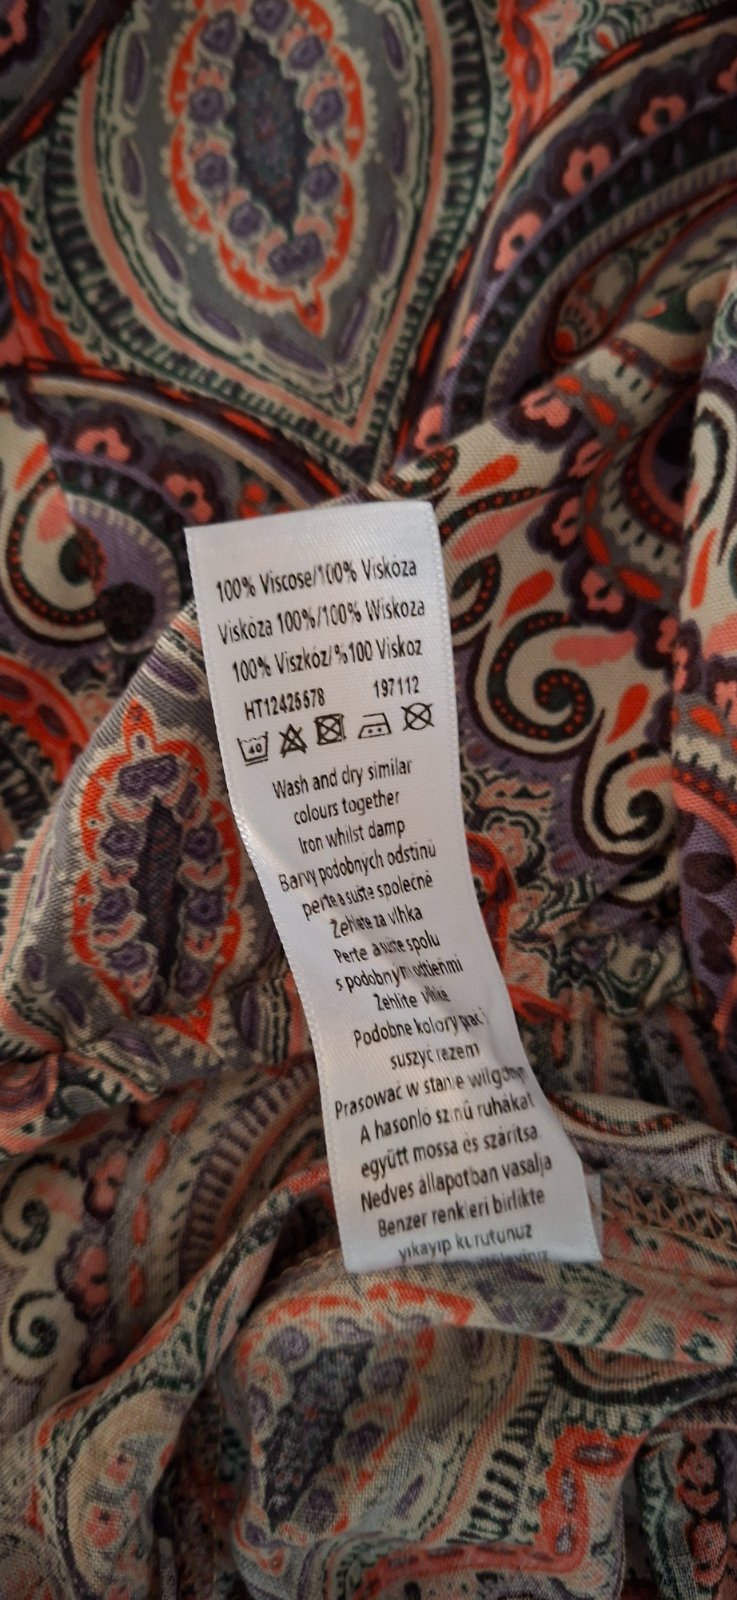 100% Viscose/100% Viskóza
Viskóza 100%/100% Wiskoza
100% Viszkóz/%100 Viskoz
HT12426578 197112
40
Wash and dry similar
colours together
Iron whilst damp
Barvy podobných odstínů
perte a sušte společně
Žehlete za vlhka
Perte a sušte spolu
s podobnými odtieňmi
Žehlite vlhké
Podobne kolory prać i
suszyć razem
Prasować w stanie wilgotnym
A hasonló színű ruhákat
együtt mossa és szárítsa
Nedves állapotban vasalja
Benzer renkleri birlikte
yıkayıp kurutunuz